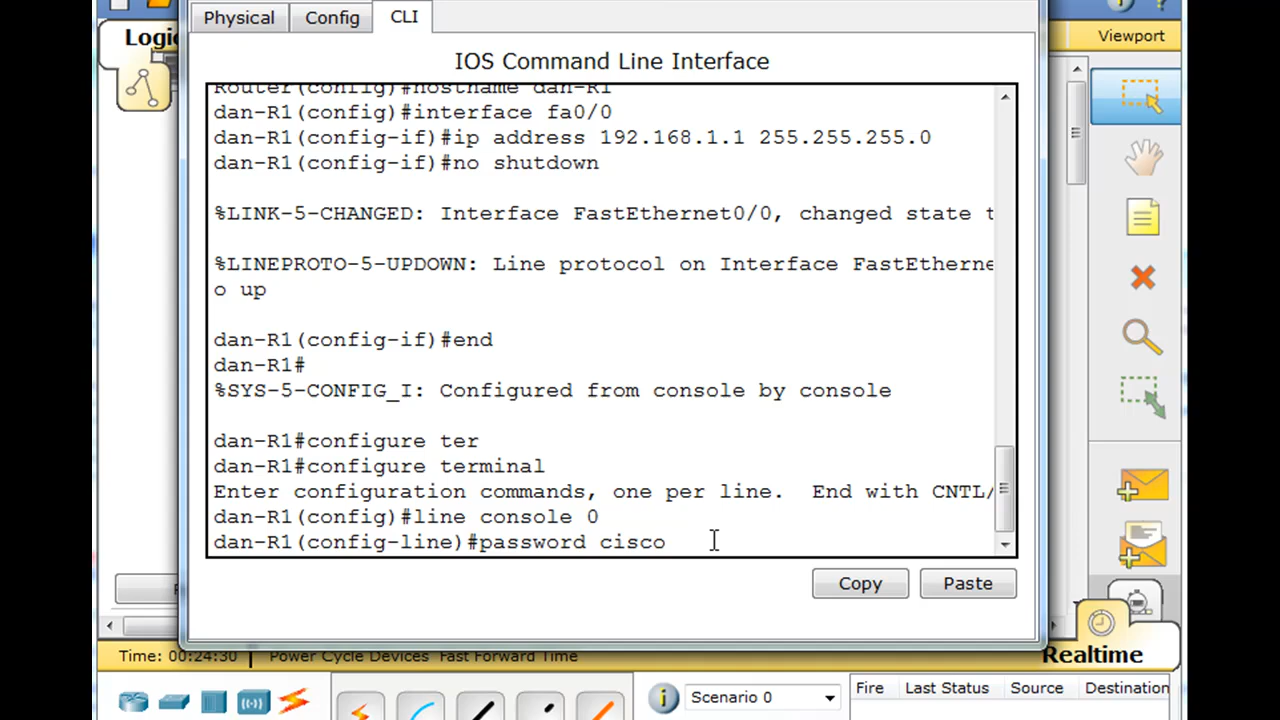 Physical Config CLI
Logic
Viewport
IOS Command Line Interface
Router(config)#hostname dan-R1
dan-R1(config)#interface fa0/0
dan-R1(config-if)#ip address 192.168.1.1 255.255.255.0
dan-R1(config-if)#no shutdown
%LINK-5-CHANGED: Interface FastEthernet0/0, changed state t
%LINEPROTO-5-UPDOWN: Line protocol on Interface FastEtherne
o up
dan-R1(config-if)#end
dan-R1#
%SYS-5-CONFIG_I: Configured from console by console
dan-R1#configure ter
dan-R1#configure terminal
Enter configuration commands, one per line. End with CNTL/
dan-R1(config)#line console 0
dan-R1(config-line)#password cisco
Copy Paste
Time: 00:24:30 Power Cycle Devices Fast Forward Time
Realtime
Scenario 0
Fire Last Status Source Destination